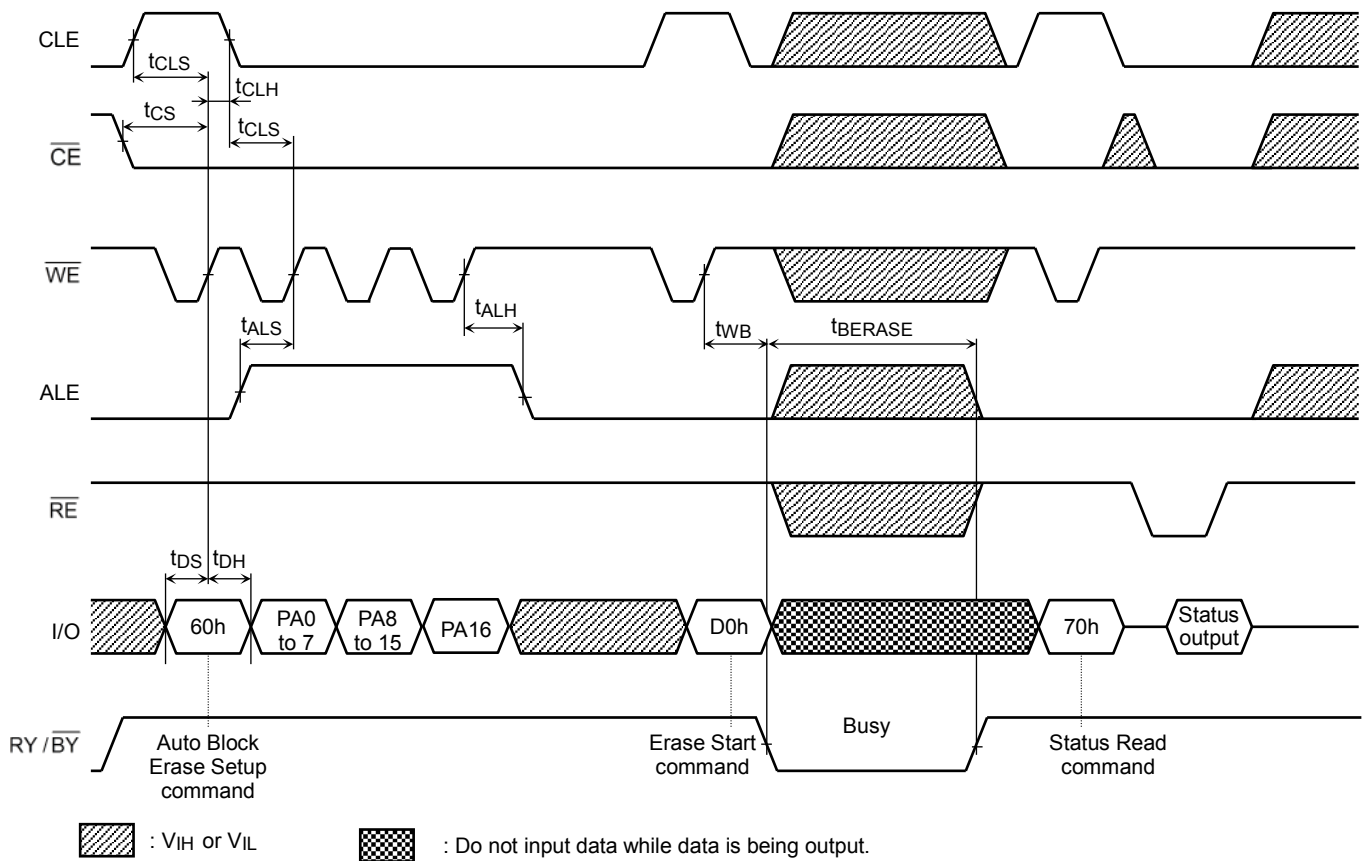 CLE
tCLS
tCLH
tCS
tCLS
CE
WE
tALS
tALH
tWB
tBERASE
ALE
RE
tDS
tDH
I/O
60h
PA0
to 7
PA8
to 15
PA16
D0h
70h
Status
output
RY / BY
Busy
Auto Block
Erase Setup
command
Erase Start
command
Status Read
command
: VIH or VIL
: Do not input data while data is being output.